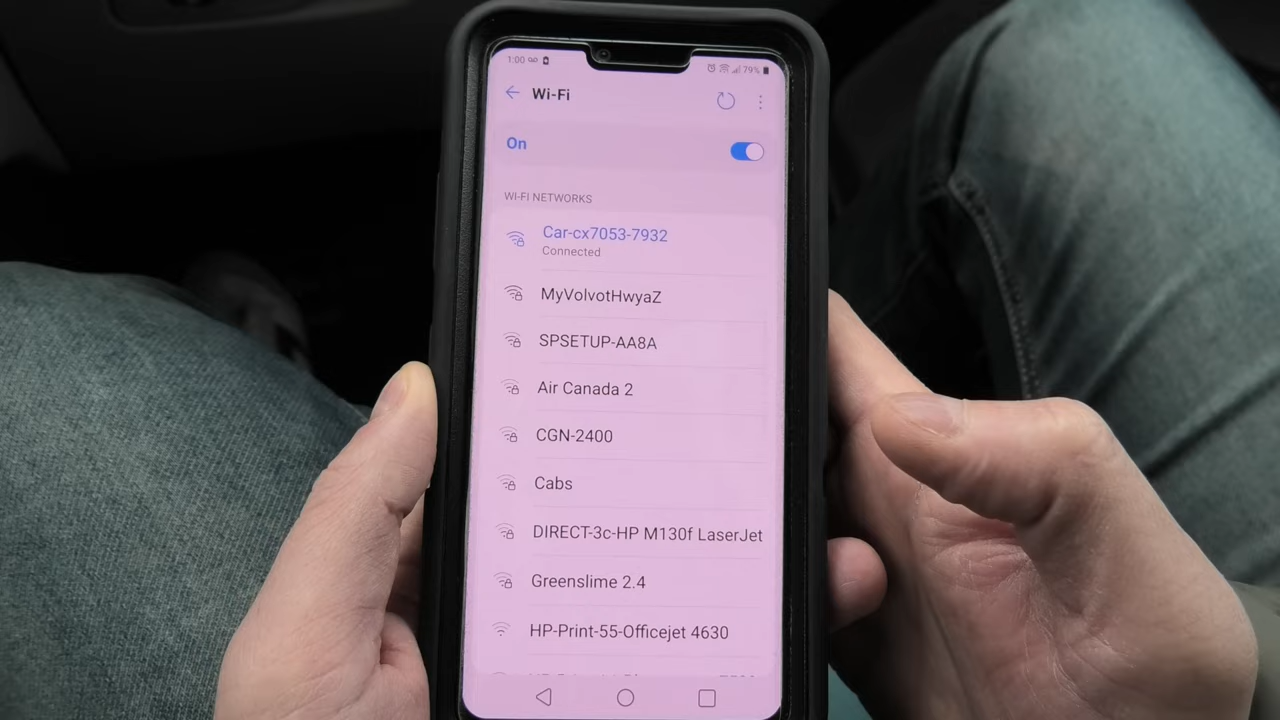 1:00 79%
Wi-Fi
On
WI-FI NETWORKS
Car-cx7053-7932
Connected
MyVolvotHwyaZ
SPSETUP-AA8A
Air Canada 2
CGN-2400
Cabs
DIRECT-3c-HP M130f LaserJet
Greenslime 2.4
HP-Print-55-Officejet 4630